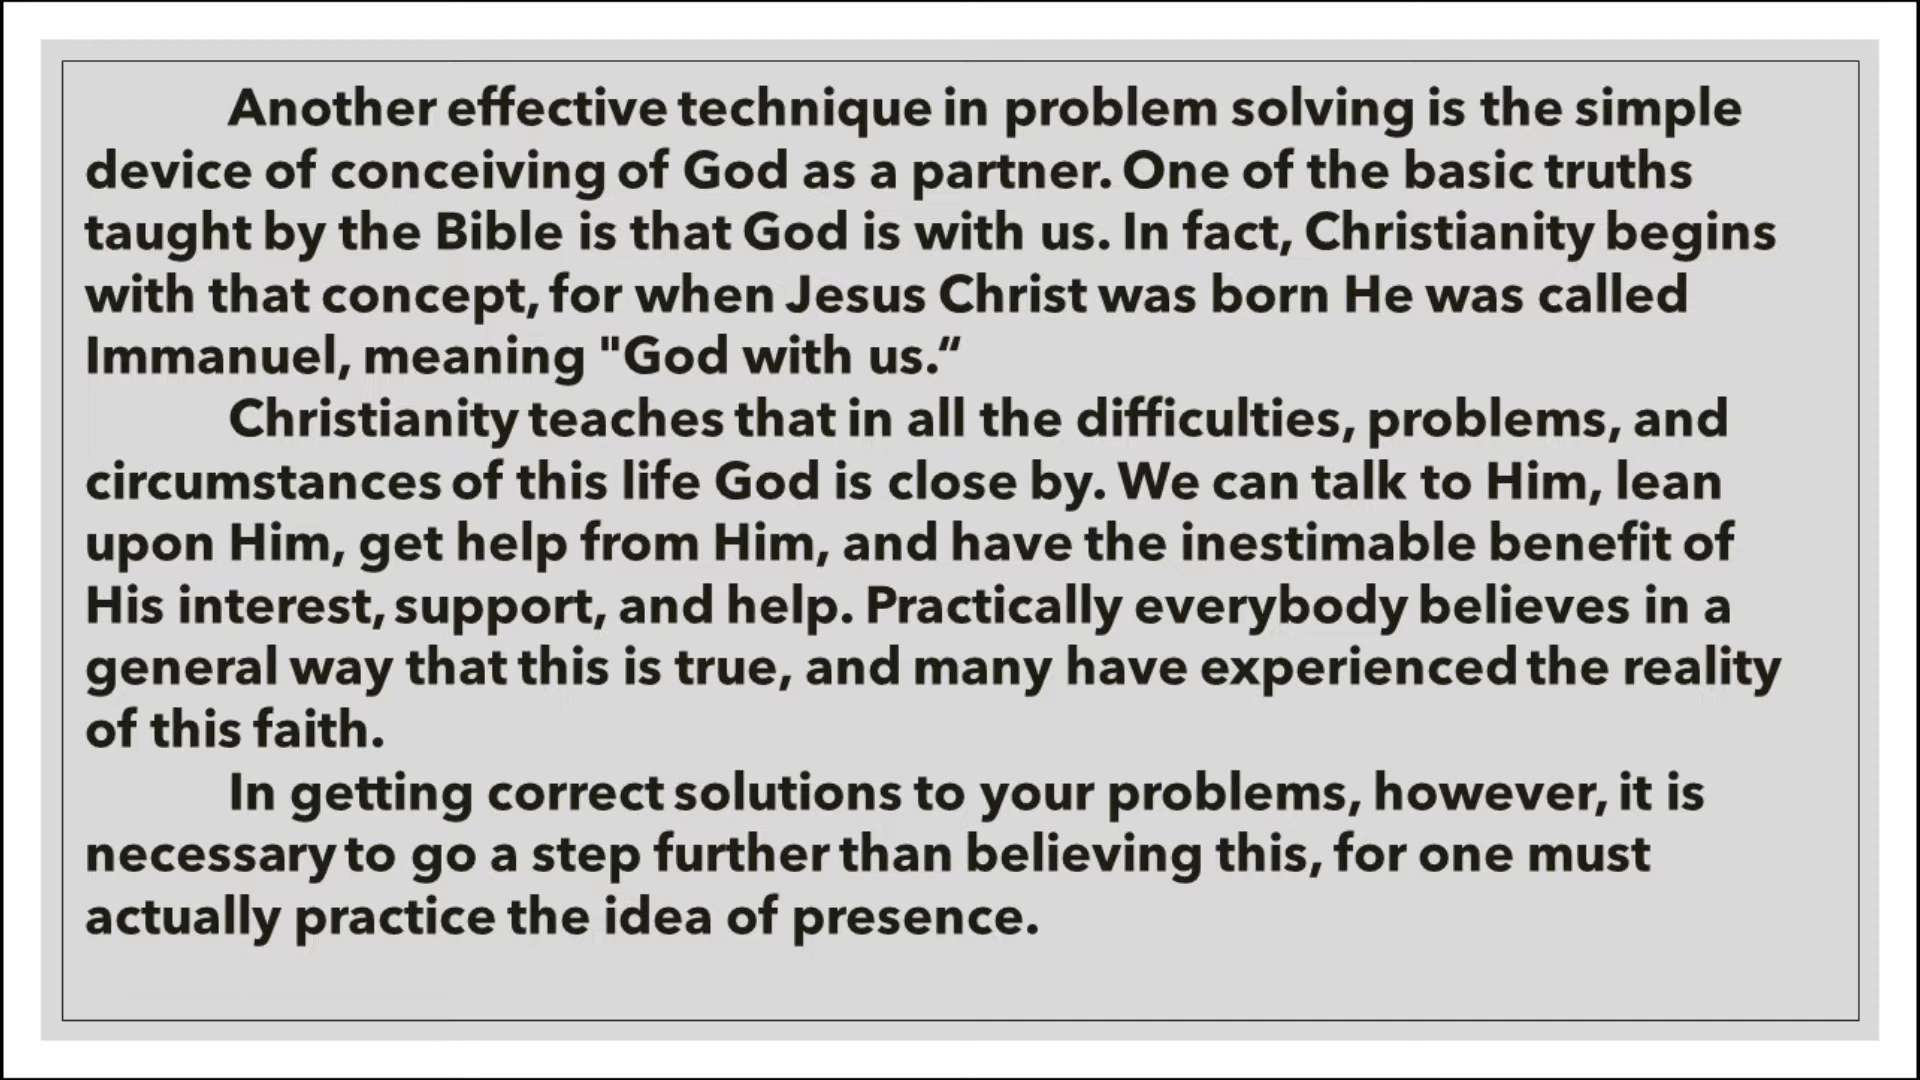 Another effective technique in problem solving is the simple
device of conceiving of God as a partner. One of the basic truths
taught by the Bible is that God is with us. In fact, Christianity begins
with that concept, for when Jesus Christ was born He was called
Immanuel, meaning "God with us.“
Christianity teaches that in all the difficulties, problems, and
circumstances of this life God is close by. We can talk to Him, lean
upon Him, get help from Him, and have the inestimable benefit of
His interest, support, and help. Practically everybody believes in a
general way that this is true, and many have experienced the reality
of this faith.
In getting correct solutions to your problems, however, it is
necessary to go a step further than believing this, for one must
actually practice the idea of presence.